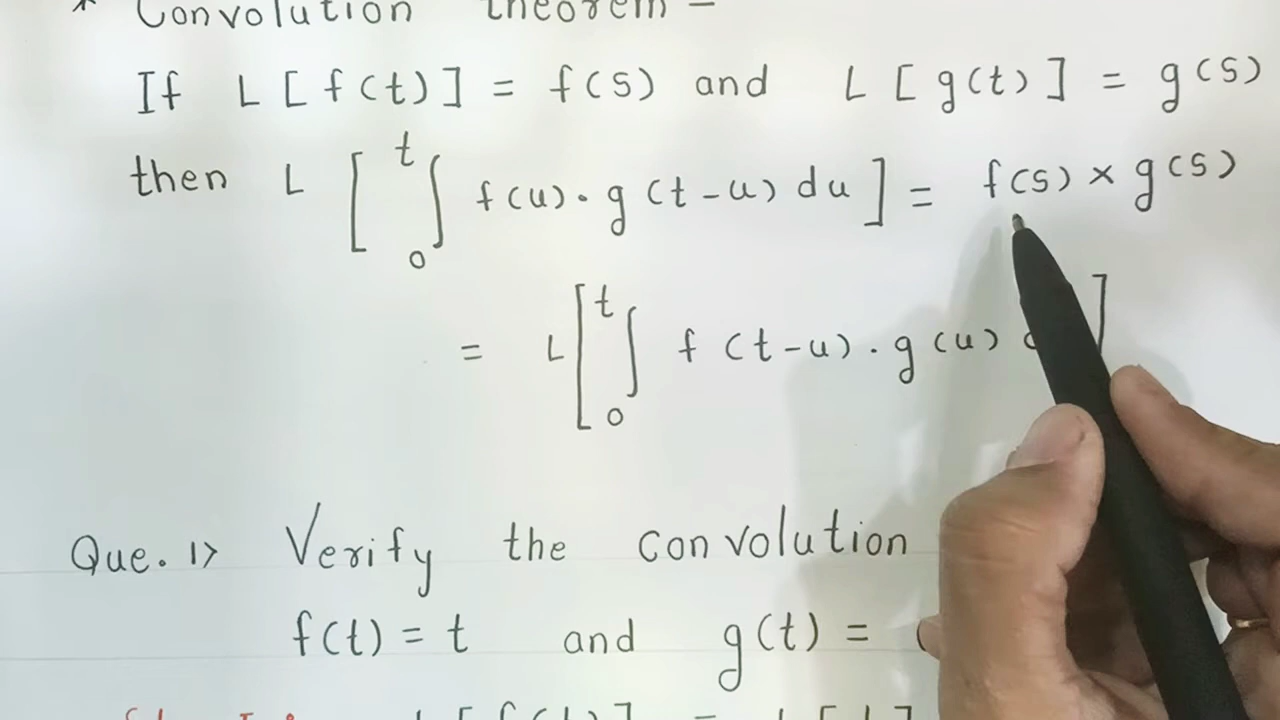 * Convolution theorem -
If L [ f(t) ] = f(s) and L [ g(t) ] = g(s)
then L [ ∫₀ᵗ f(u) . g (t-u) du ] = f(s) × g(s)
= L [ ∫₀ᵗ f (t-u) . g (u) ]
Que. 1> Verify the convolution
f(t) = t and g(t) =
L [ f(t) ] = L [ t ]